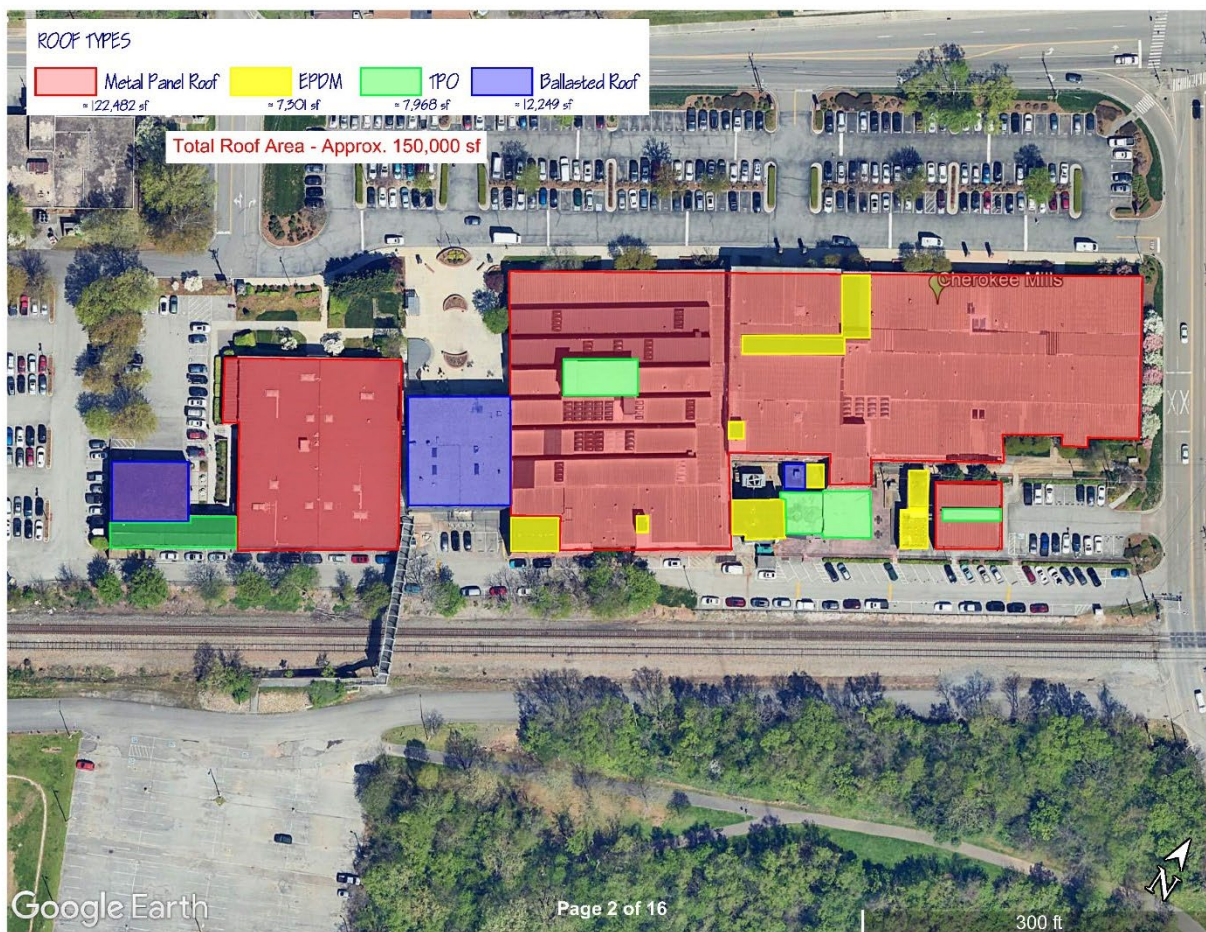 ROOF TYPES
Metal Panel Roof EPDM TPO Ballasted Roof
≈ 122,482 sf ≈ 7,301 sf ≈ 7,968 sf ≈ 12,249 sf
Total Roof Area - Approx. 150,000 sf
Cherokee Mills
N
Google Earth
Page 2 of 16
300 ft